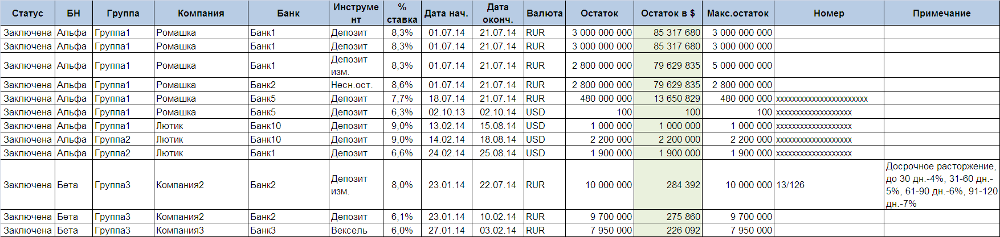 Статус БН Группа Компания Банк Инструме нт % ставка Дата нач. Дата оконч. Валюта Остаток Остаток в $ Макс.остаток Номер Примечание
Заключена Альфа Группа1 Ромашка Банк1 Депозит 8,3% 01.07.14 21.07.14 RUR 3 000 000 000 85 317 680 3 000 000 000
Заключена Альфа Группа1 Ромашка Банк1 Депозит 8,3% 01.07.14 21.07.14 RUR 3 000 000 000 85 317 680 3 000 000 000
Заключена Альфа Группа1 Ромашка Банк1 Депозит изм. 8,3% 01.07.14 21.07.14 RUR 2 800 000 000 79 629 835 5 000 000 000
Заключена Альфа Группа1 Ромашка Банк2 Несн.ост. 8,6% 01.07.14 21.07.14 RUR 2 800 000 000 79 629 835 2 800 000 000
Заключена Альфа Группа1 Ромашка Банк5 Депозит 7,7% 18.07.14 21.07.14 RUR 480 000 000 13 650 829 480 000 000 xxxxxxxxxxxxxxxxxxxxxxx
Заключена Альфа Группа1 Ромашка Банк5 Депозит 6,3% 02.10.13 02.10.14 USD 100 100 100 xxxxxxxxxxxxxxxxxxx
Заключена Альфа Группа1 Лютик Банк10 Депозит 9,0% 13.02.14 15.08.14 USD 1 000 000 1 000 000 1 000 000 xxxxxxxxxxxxxxxxxxx
Заключена Альфа Группа2 Лютик Банк10 Депозит 9,0% 14.02.14 18.08.14 USD 2 200 000 2 200 000 2 200 000 xxxxxxxxxxxxxxxxxxx
Заключена Альфа Группа2 Лютик Банк1 Депозит 6,6% 24.02.14 25.08.14 USD 1 900 000 1 900 000 1 900 000 xxxxxxxxxxxxxxxxxxx
Заключена Бета Группа3 Компания2 Банк2 Депозит изм. 8,0% 23.01.14 22.07.14 RUR 10 000 000 284 392 10 000 000 13/126 Досрочное расторжение,
до 30 дн.-4%, 31-60 дн.-
5%, 61-90 дн.-6%, 91-120
дн.-7%
Заключена Бета Группа3 Компания2 Банк2 Депозит 6,1% 23.01.14 10.02.14 RUR 9 700 000 275 860 9 700 000
Заключена Бета Группа3 Компания3 Банк3 Вексель 6,0% 27.01.14 03.02.14 RUR 7 950 000 226 092 7 950 000